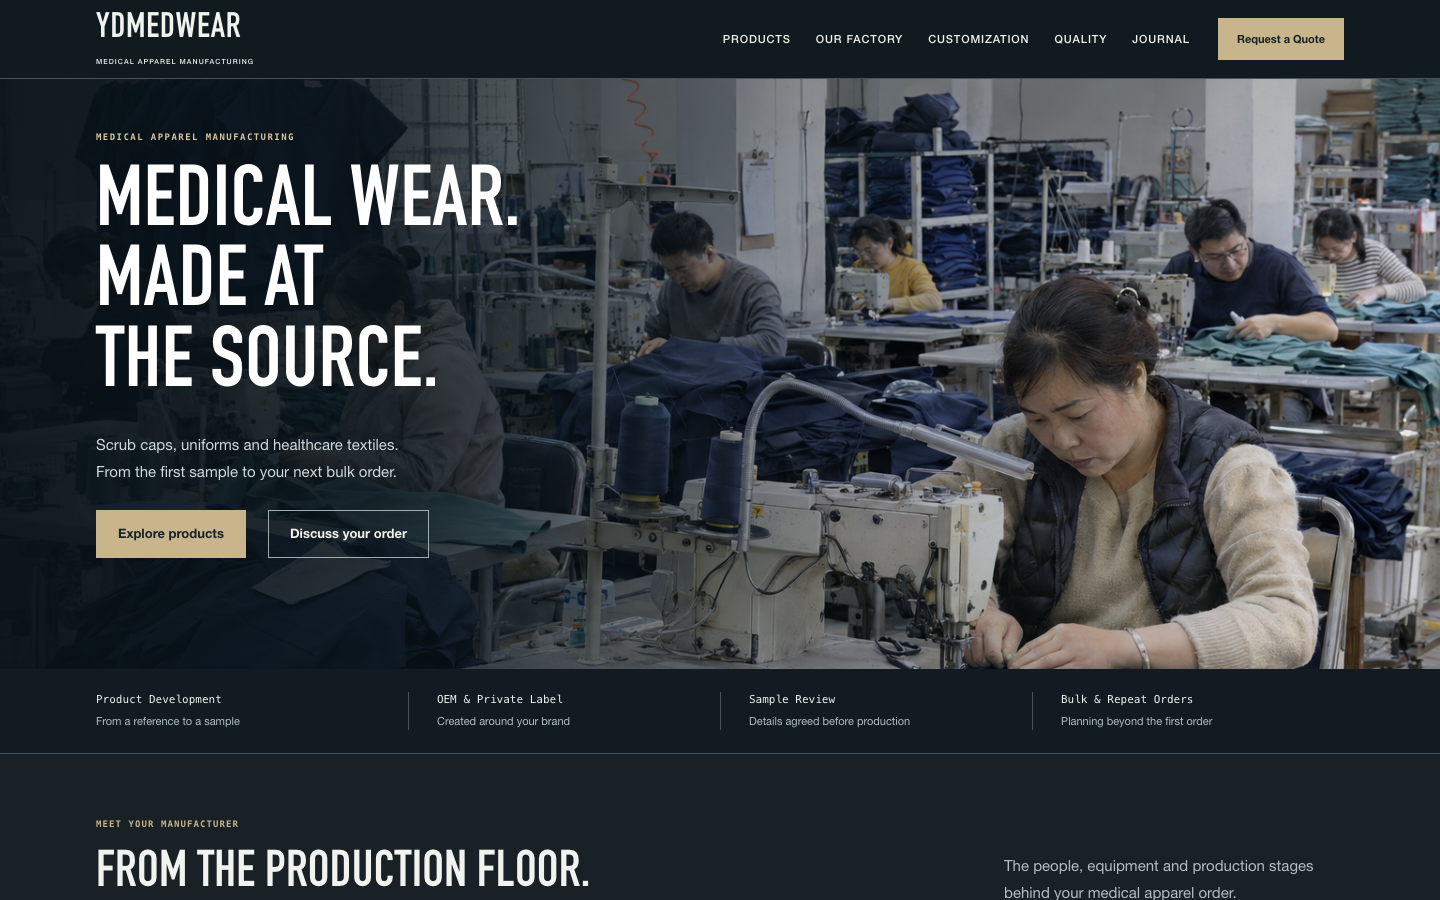 YDMEDWEAR
MEDICAL APPAREL MANUFACTURING
PRODUCTS
OUR FACTORY
CUSTOMIZATION
QUALITY
JOURNAL
Request a Quote
MEDICAL APPAREL MANUFACTURING
MEDICAL WEAR.
MADE AT
THE SOURCE.
Scrub caps, uniforms and healthcare textiles.
From the first sample to your next bulk order.
Explore products
Discuss your order
Product Development
From a reference to a sample
OEM & Private Label
Created around your brand
Sample Review
Details agreed before production
Bulk & Repeat Orders
Planning beyond the first order
MEET YOUR MANUFACTURER
FROM THE PRODUCTION FLOOR.
The people, equipment and production stages
behind your medical apparel order.